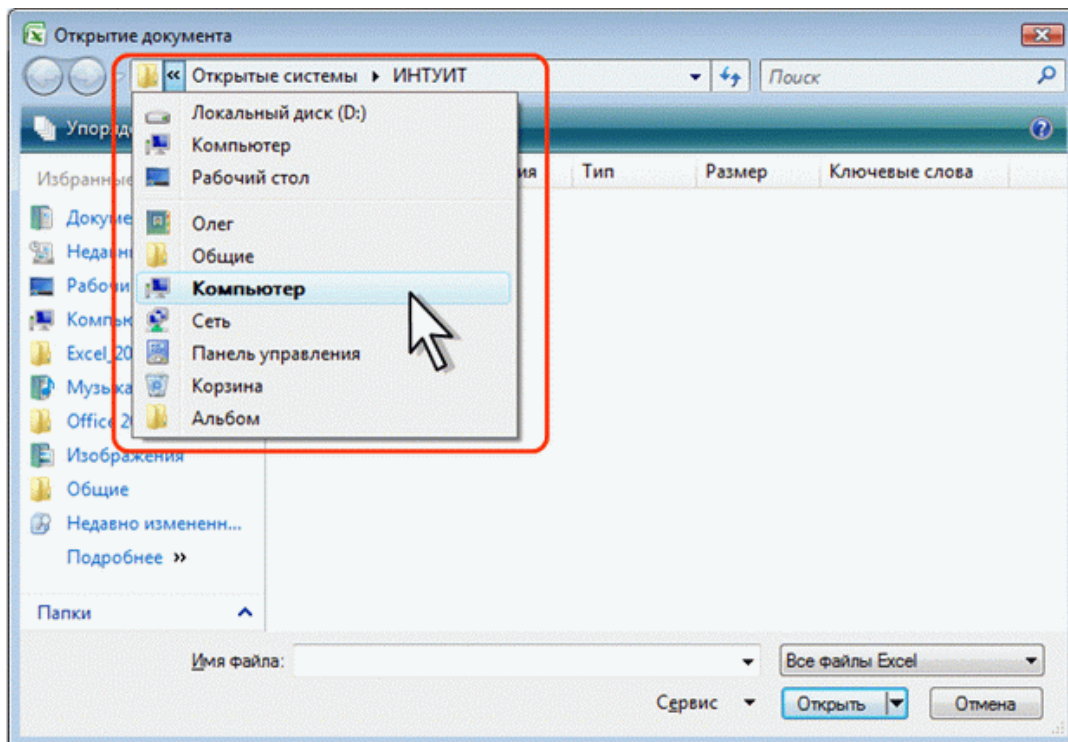 Открытие документа
« Открытые системы ▸ ИНТУИТ
Поиск
Локальный диск (D:)
Компьютер
Рабочий стол
Олег
Общие
Компьютер
Сеть
Панель управления
Корзина
Альбом
Тип Размер Ключевые слова
Изображения
Общие
Недавно измененн...
Подробнее »
Папки
Имя файла:
Все файлы Excel
Сервис Открыть Отмена